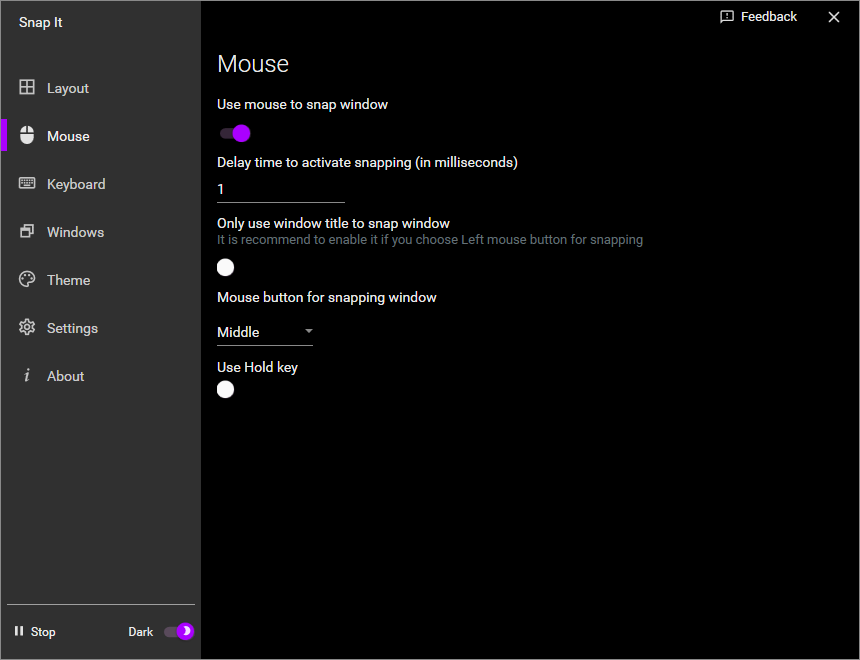 Snap It
Layout
Mouse
Keyboard
Windows
Theme
Settings
About
Stop
Dark
Feedback
Mouse
Use mouse to snap window
Delay time to activate snapping (in milliseconds)
1
Only use window title to snap window
It is recommend to enable it if you choose Left mouse button for snapping
Mouse button for snapping window
Middle
Use Hold key